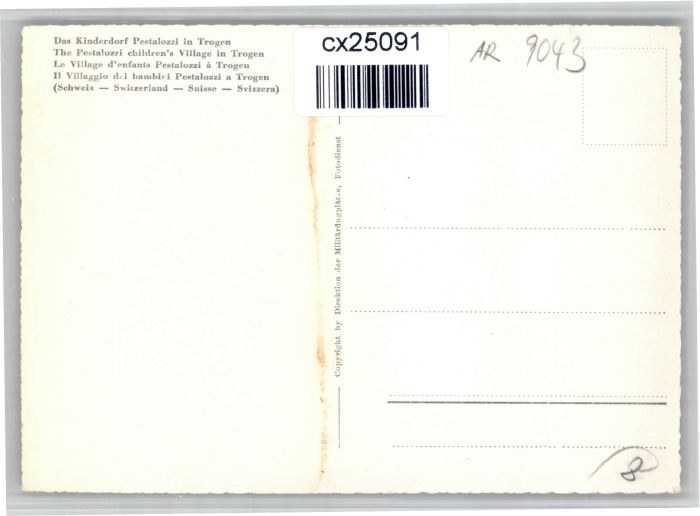 Das Kinderdorf Pestalozzi in Trogen
The Pestalozzi children's Village in Trogen
Le Village d'enfants Pestalozzi à Trogen
Il Villaggio dei bambini Pestalozzi a Trogen
(Schweiz — Switzerland — Suisse — Svizzera)
cx25091
AR 9043
Copyright by Direktion der Militärflugplätze, Fotodienst
8